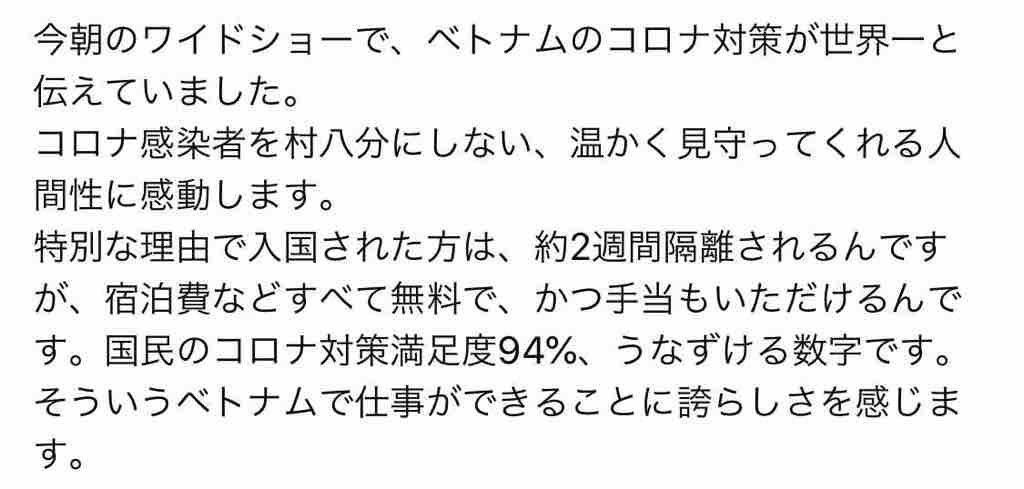 今朝のワイドショーで、ベトナムのコロナ対策が世界一と
伝えていました。
コロナ感染者を村八分にしない、温かく見守ってくれる人
間性に感動します。
特別な理由で入国された方は、約2週間隔離されるんです
が、宿泊費などすべて無料で、かつ手当もいただけるんで
す。国民のコロナ対策満足度94%、うなずける数字です。
そういうベトナムで仕事ができることに誇らしさを感じま
す。